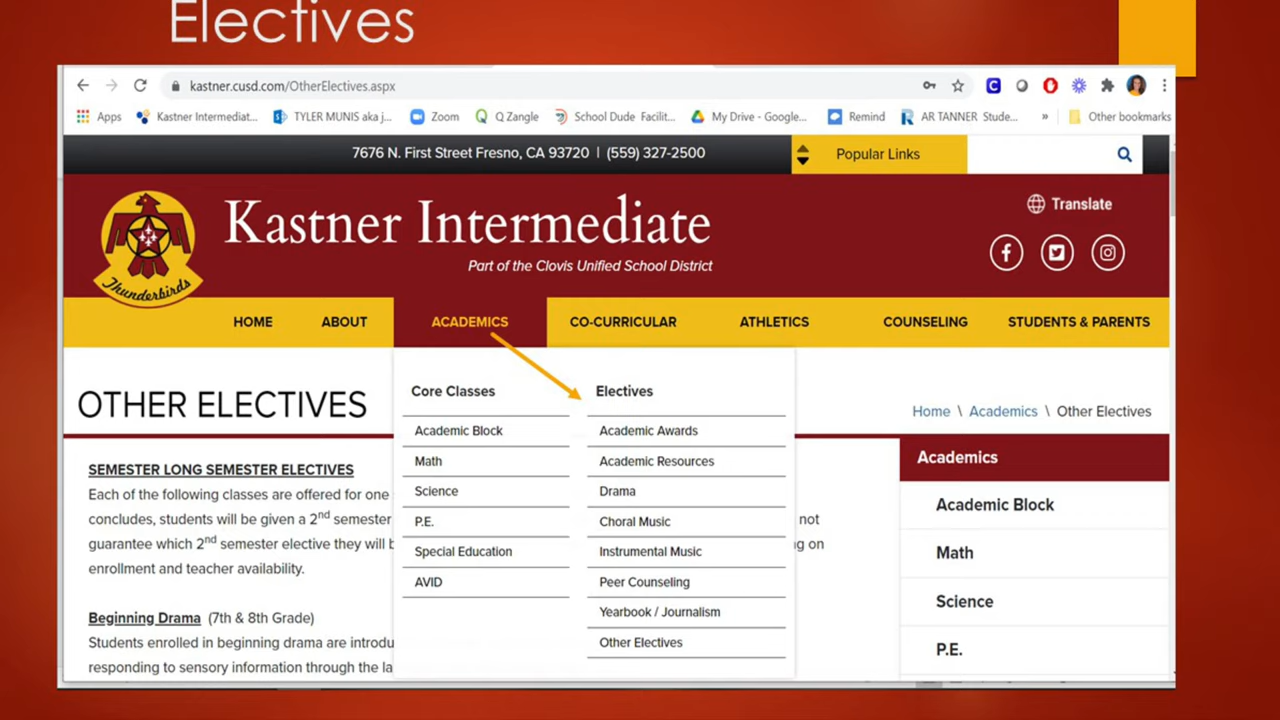 Electives
kastner.cusd.com/OtherElectives.aspx
Apps Kastner Intermediat... TYLER MUNIS aka j... Zoom Q Zangle School Dude Facilit... My Drive - Google... Remind AR TANNER Stude... » Other bookmarks
7676 N. First Street Fresno, CA 93720 | (559) 327-2500
Popular Links
Kastner Intermediate
Part of the Clovis Unified School District
Thunderbirds
Translate
HOME ABOUT ACADEMICS CO-CURRICULAR ATHLETICS COUNSELING STUDENTS & PARENTS
OTHER ELECTIVES
Home \ Academics \ Other Electives
SEMESTER LONG SEMESTER ELECTIVES
Each of the following classes are offered for one
concludes, students will be given a 2nd semester not
guarantee which 2nd semester elective they will on
enrollment and teacher availability.
Beginning Drama (7th & 8th Grade)
Students enrolled in beginning drama are
responding to sensory information through the
Core Classes
Academic Block
Math
Science
P.E.
Special Education
AVID
Electives
Academic Awards
Academic Resources
Drama
Choral Music
Instrumental Music
Peer Counseling
Yearbook / Journalism
Other Electives
Academics
Academic Block
Math
Science
P.E.